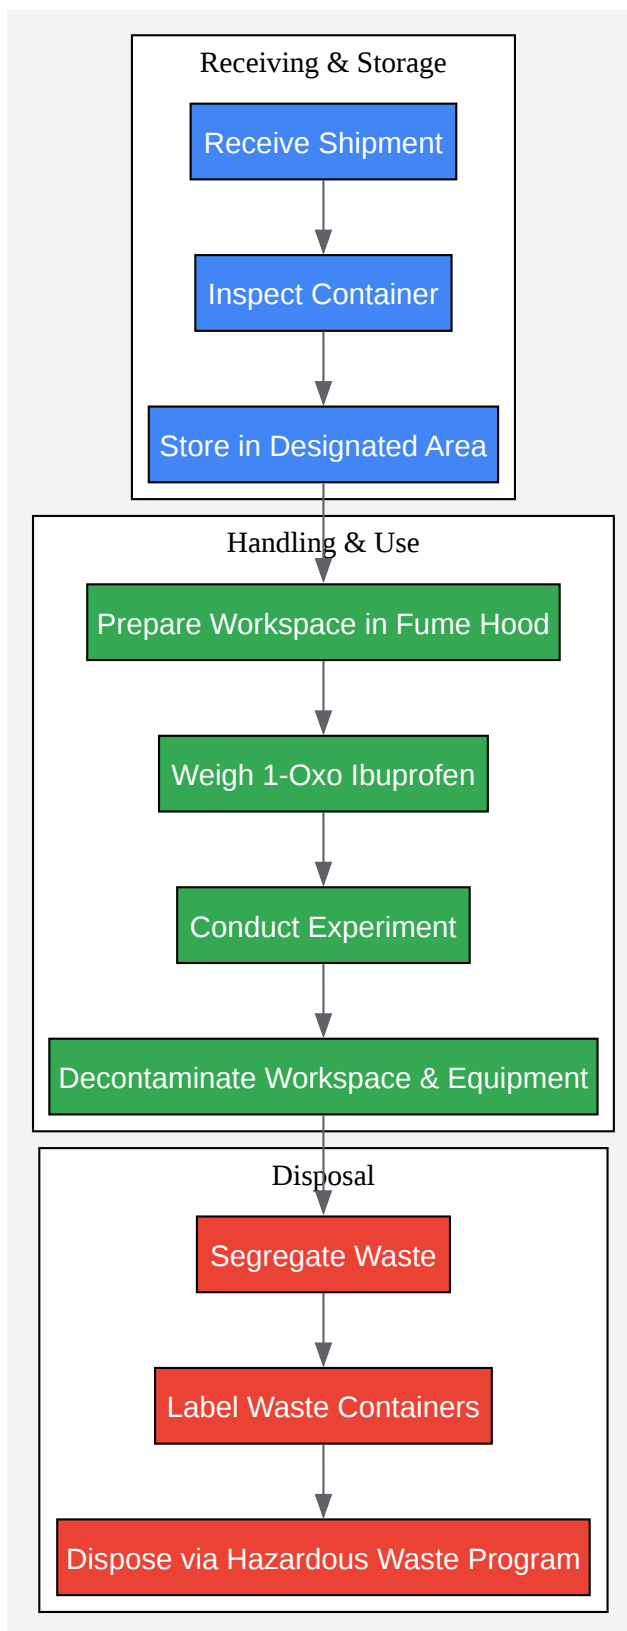 Receiving & Storage
Receive Shipment
Inspect Container
Store in Designated Area
Handling & Use
Prepare Workspace in Fume Hood
Weigh 1-Oxo Ibuprofen
Conduct Experiment
Decontaminate Workspace & Equipment
Disposal
Segregate Waste
Label Waste Containers
Dispose via Hazardous Waste Program